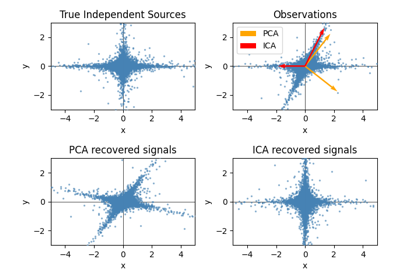 True Independent Sources
Observations
2
0
−2
y
−4 −2 0 2 4
x
PCA
ICA
2
0
−2
y
−4 −2 0 2 4
x
PCA recovered signals
ICA recovered signals
2
0
−2
y
−4 −2 0 2 4
x
2
0
−2
y
−4 −2 0 2 4
x